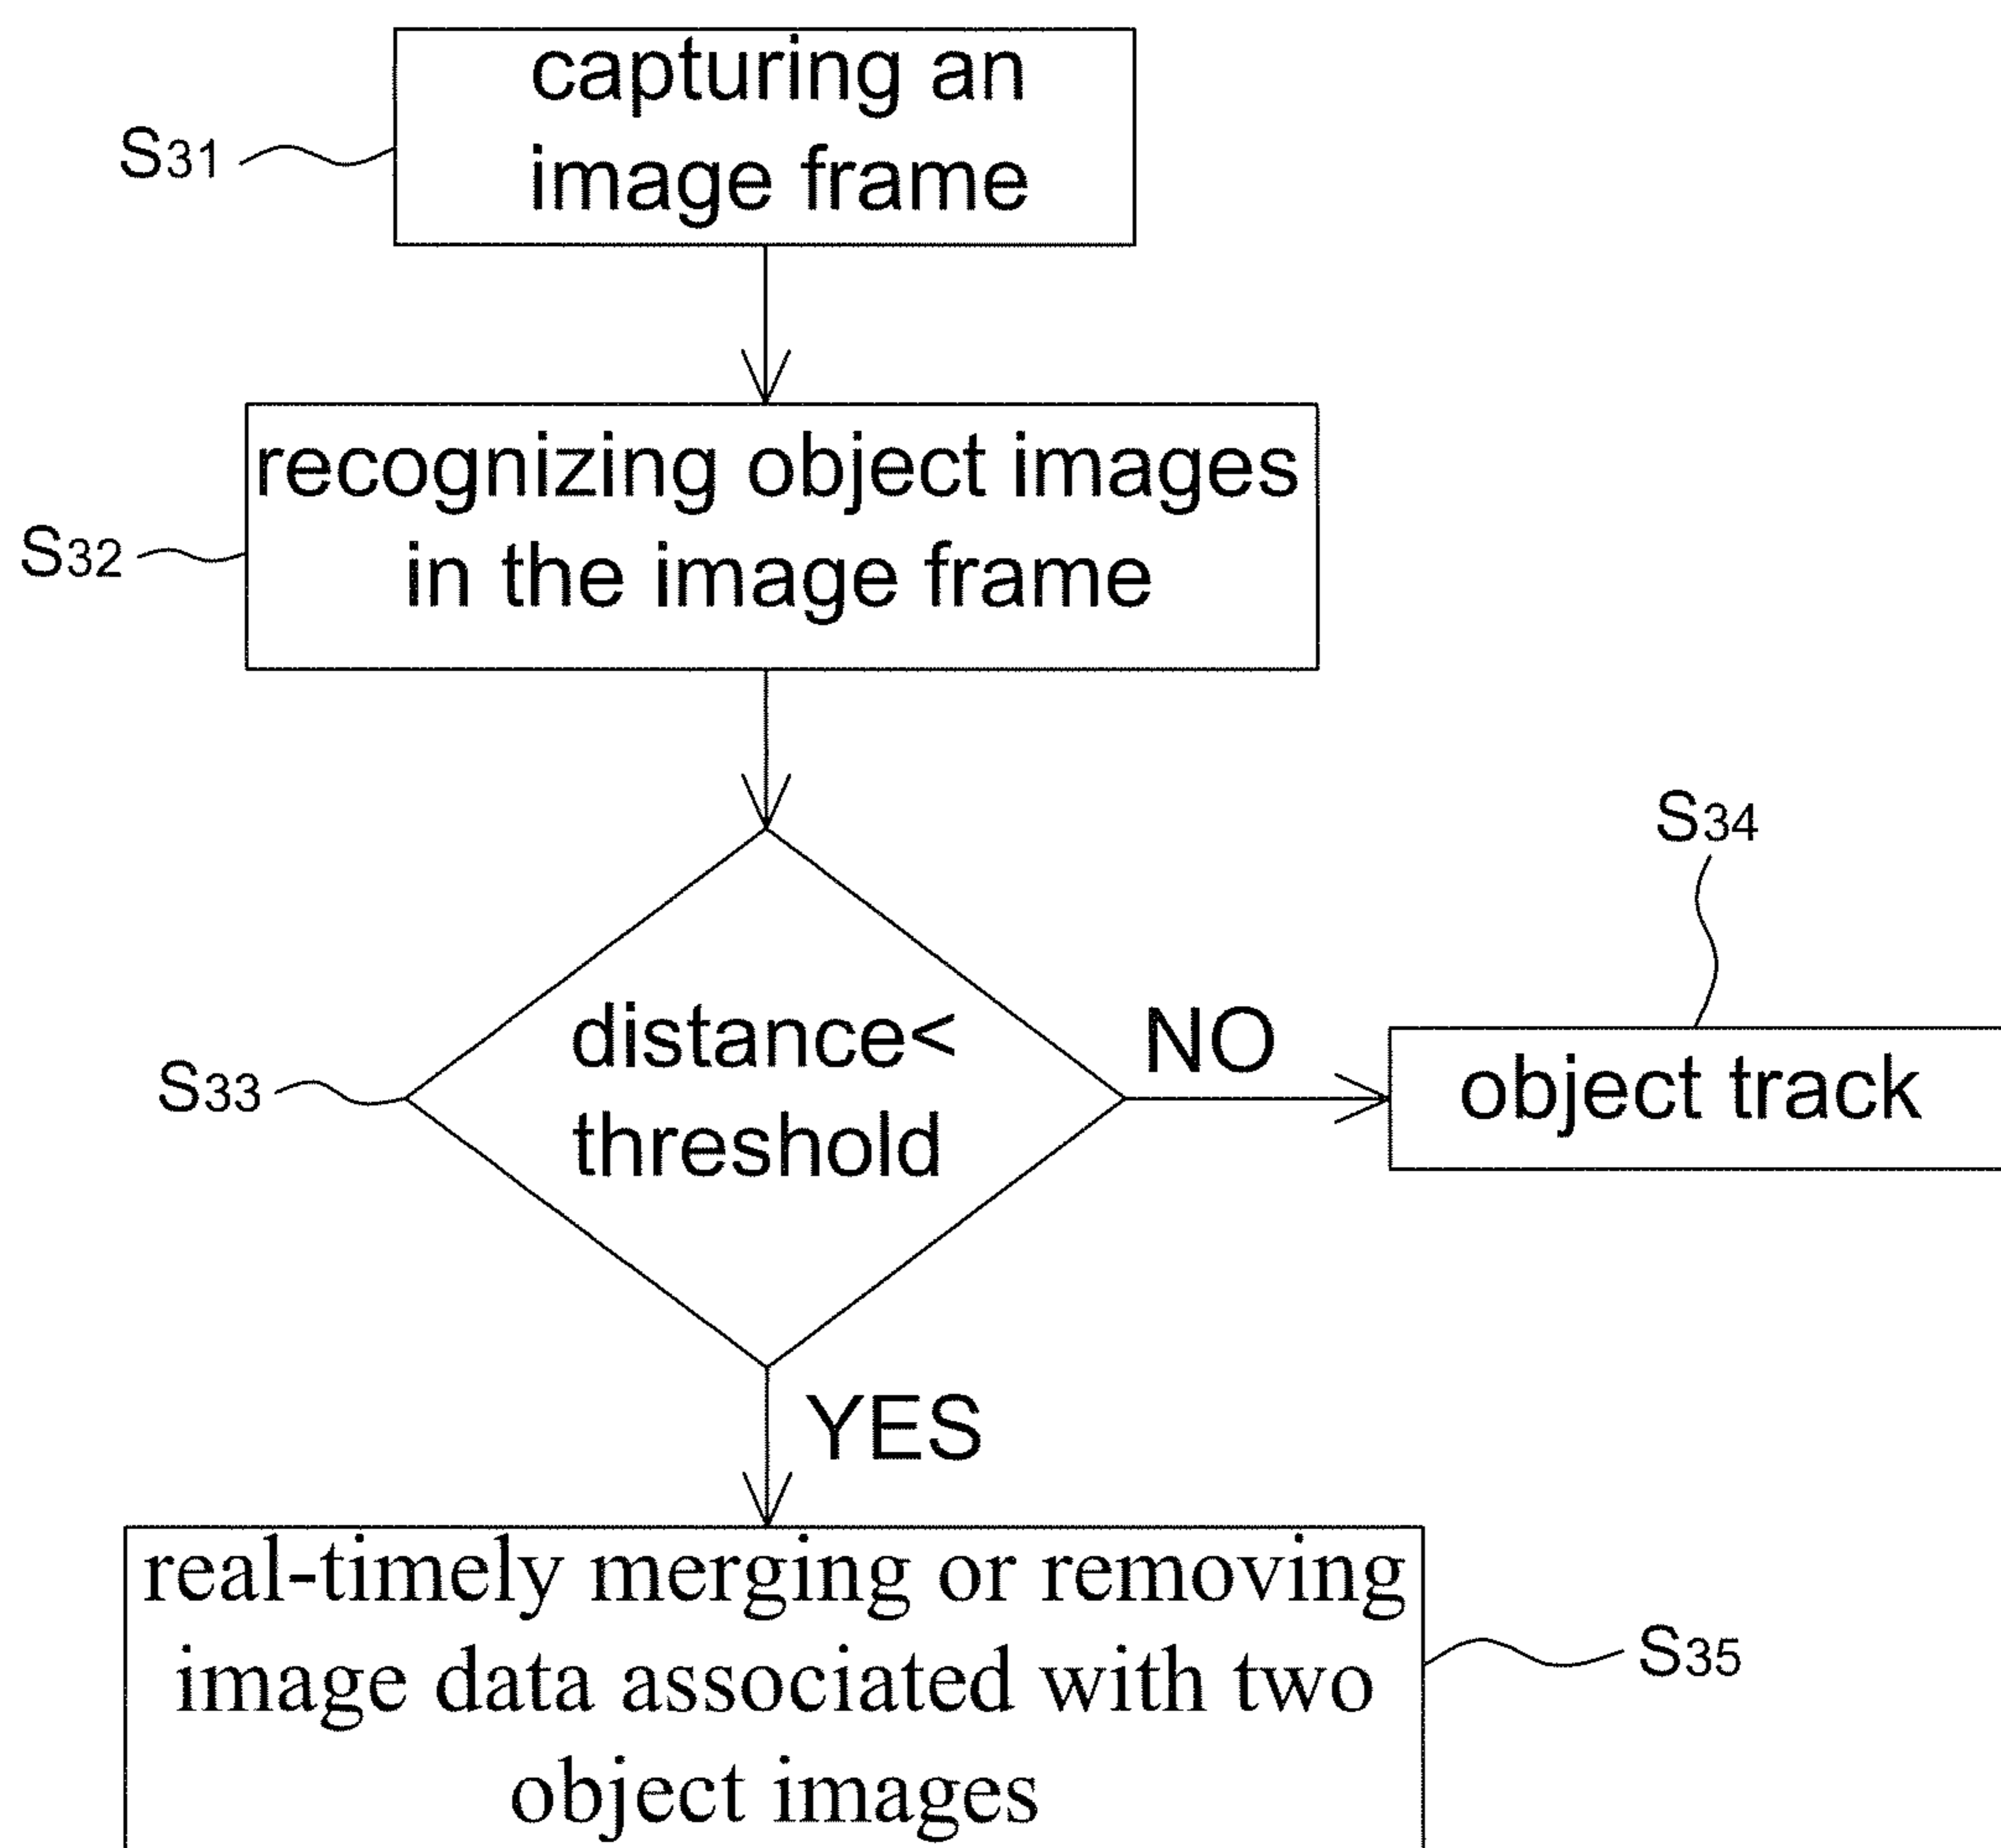 capturing an
image frame
S31
recognizing object images
in the image frame
S32
S34
distance<
threshold
S33
NO
object track
YES
real-timely merging or removing
image data associated with two
object images
S35